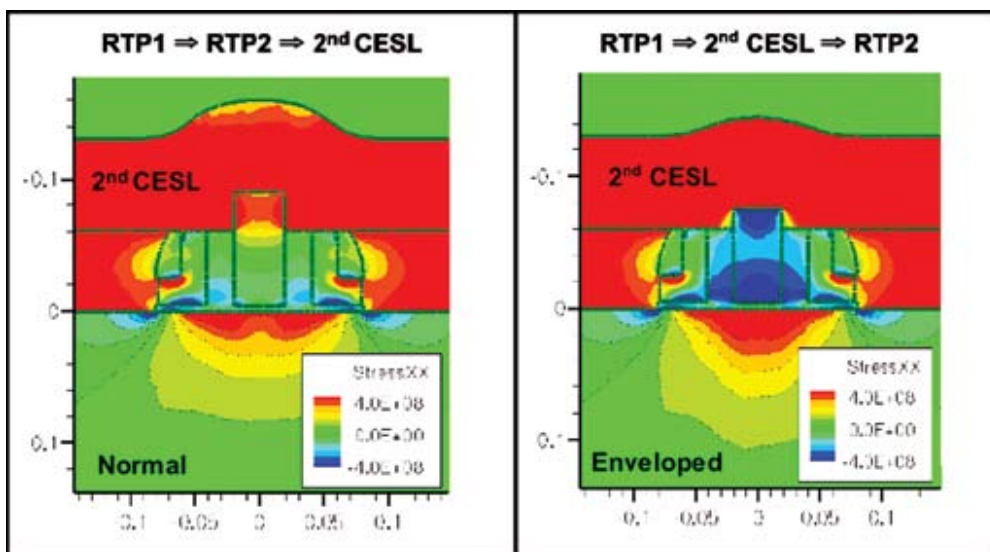 RTP1 ⇒ RTP2 ⇒ 2nd CESL
2nd CESL
-0.1
0
0.1
Normal
StressXX
4.0E+08
0.0E+00
-4.0E+08
0.1
0.05
0
0.05
0.1
RTP1 ⇒ 2nd CESL ⇒ RTP2
2nd CESL
-0.1
0
0.1
Enveloped
StressXX
4.0E+08
0.0E+00
-4.0E+08
0.1
0.05
0
0.05
0.1